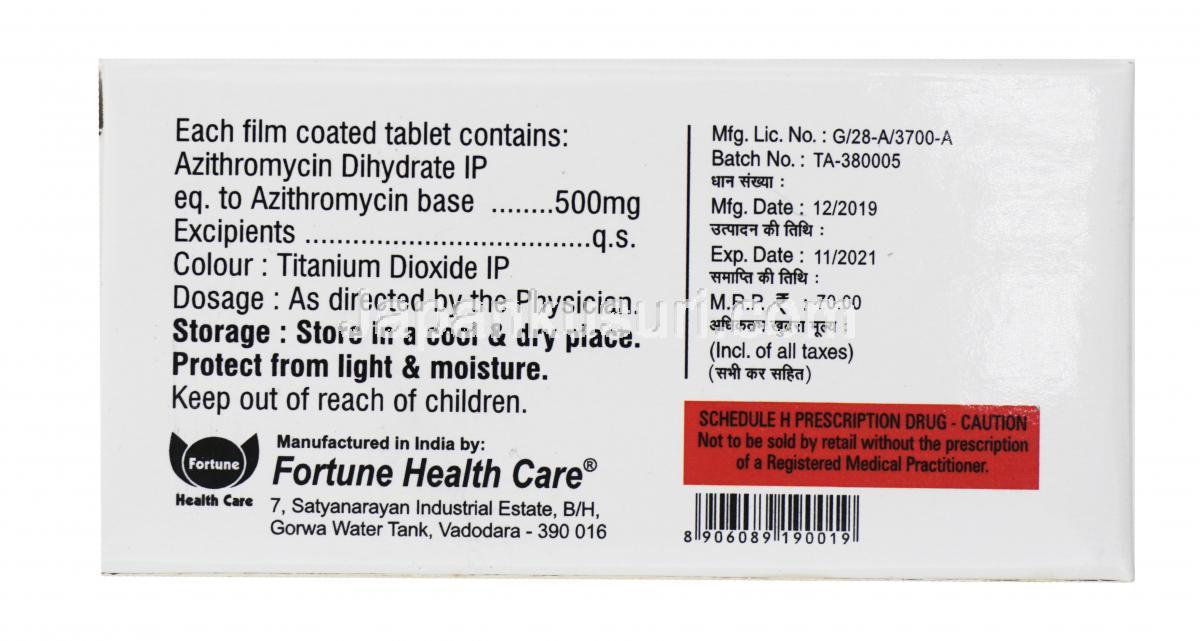 Each film coated tablet contains:
Azithromycin Dihydrate IP
eq. to Azithromycin base ........500mg
Excipients ......................................q.s.
Colour : Titanium Dioxide IP
Dosage : As directed by the Physician.
Storage : Store in a cool & dry place.
Protect from light & moisture.
Keep out of reach of children.
Fortune
Health Care
Manufactured in India by:
Fortune Health Care®
7, Satyanarayan Industrial Estate, B/H,
Gorwa Water Tank, Vadodara - 390 016
Mfg. Lic. No. : G/28-A/3700-A
Batch No. : TA-380005
धान संख्या :
Mfg. Date : 12/2019
उत्पादन की तिथि :
Exp. Date : 11/2021
समाप्ति की तिथि :
M.R.P. ₹ : 70.00
अधिकतम खुदरा मूल्य :
(Incl. of all taxes)
(सभी कर सहित)
SCHEDULE H PRESCRIPTION DRUG - CAUTION
Not to be sold by retail without the prescription
of a Registered Medical Practitioner.
8 906089 190019
Japankusuri.com